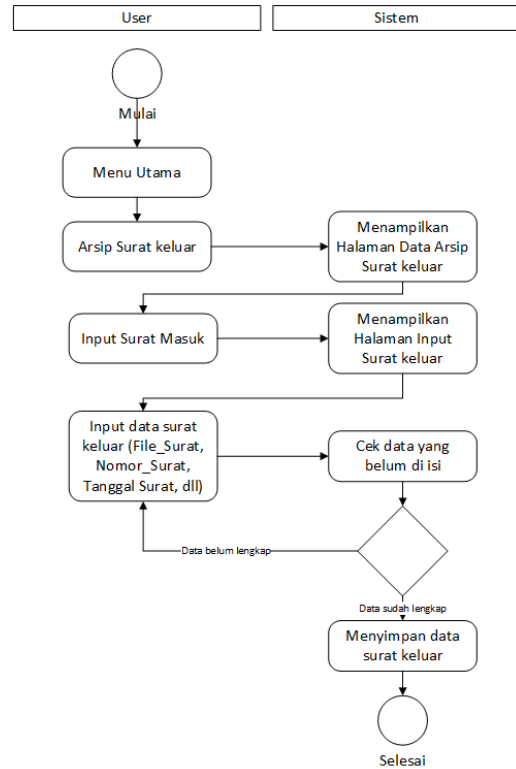 User
Sistem
Mulai
Menu Utama
Arsip Surat keluar
Menampilkan
Halaman Data Arsip
Surat keluar
Input Surat Masuk
Menampilkan
Halaman Input
Surat keluar
Input data surat
keluar (File_Surat,
Nomor_Surat,
Tanggal Surat, dll)
Cek data yang
belum di isi
Data belum lengkap
Data sudah lengkap
Menyimpan data
surat keluar
Selesai